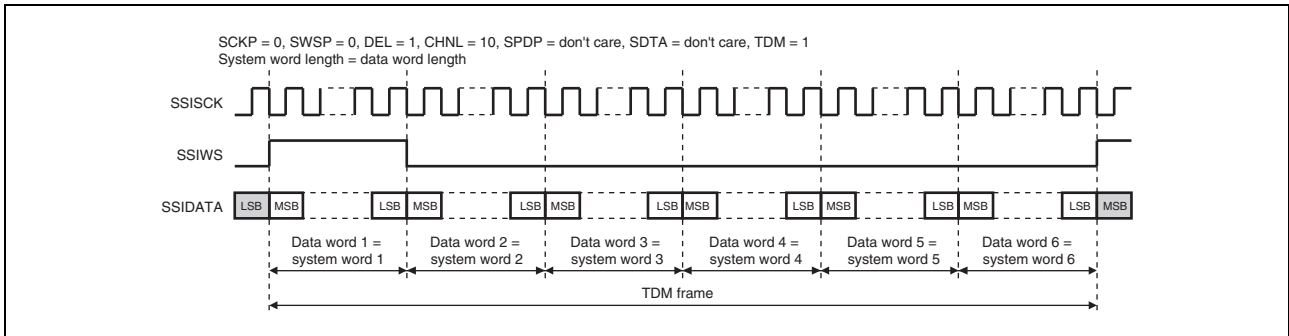 SCKP = 0, SWSP = 0, DEL = 1, CHNL = 10, SPDP = don't care, SDTA = don't care, TDM = 1
System word length = data word length
SSISCK
SSIWS
SSIDATA
LSB MSB LSB MSB LSB MSB LSB MSB LSB MSB LSB MSB LSB MSB
Data word 1 = Data word 2 = Data word 3 = Data word 4 = Data word 5 = Data word 6 =
system word 1 system word 2 system word 3 system word 4 system word 5 system word 6
TDM frame